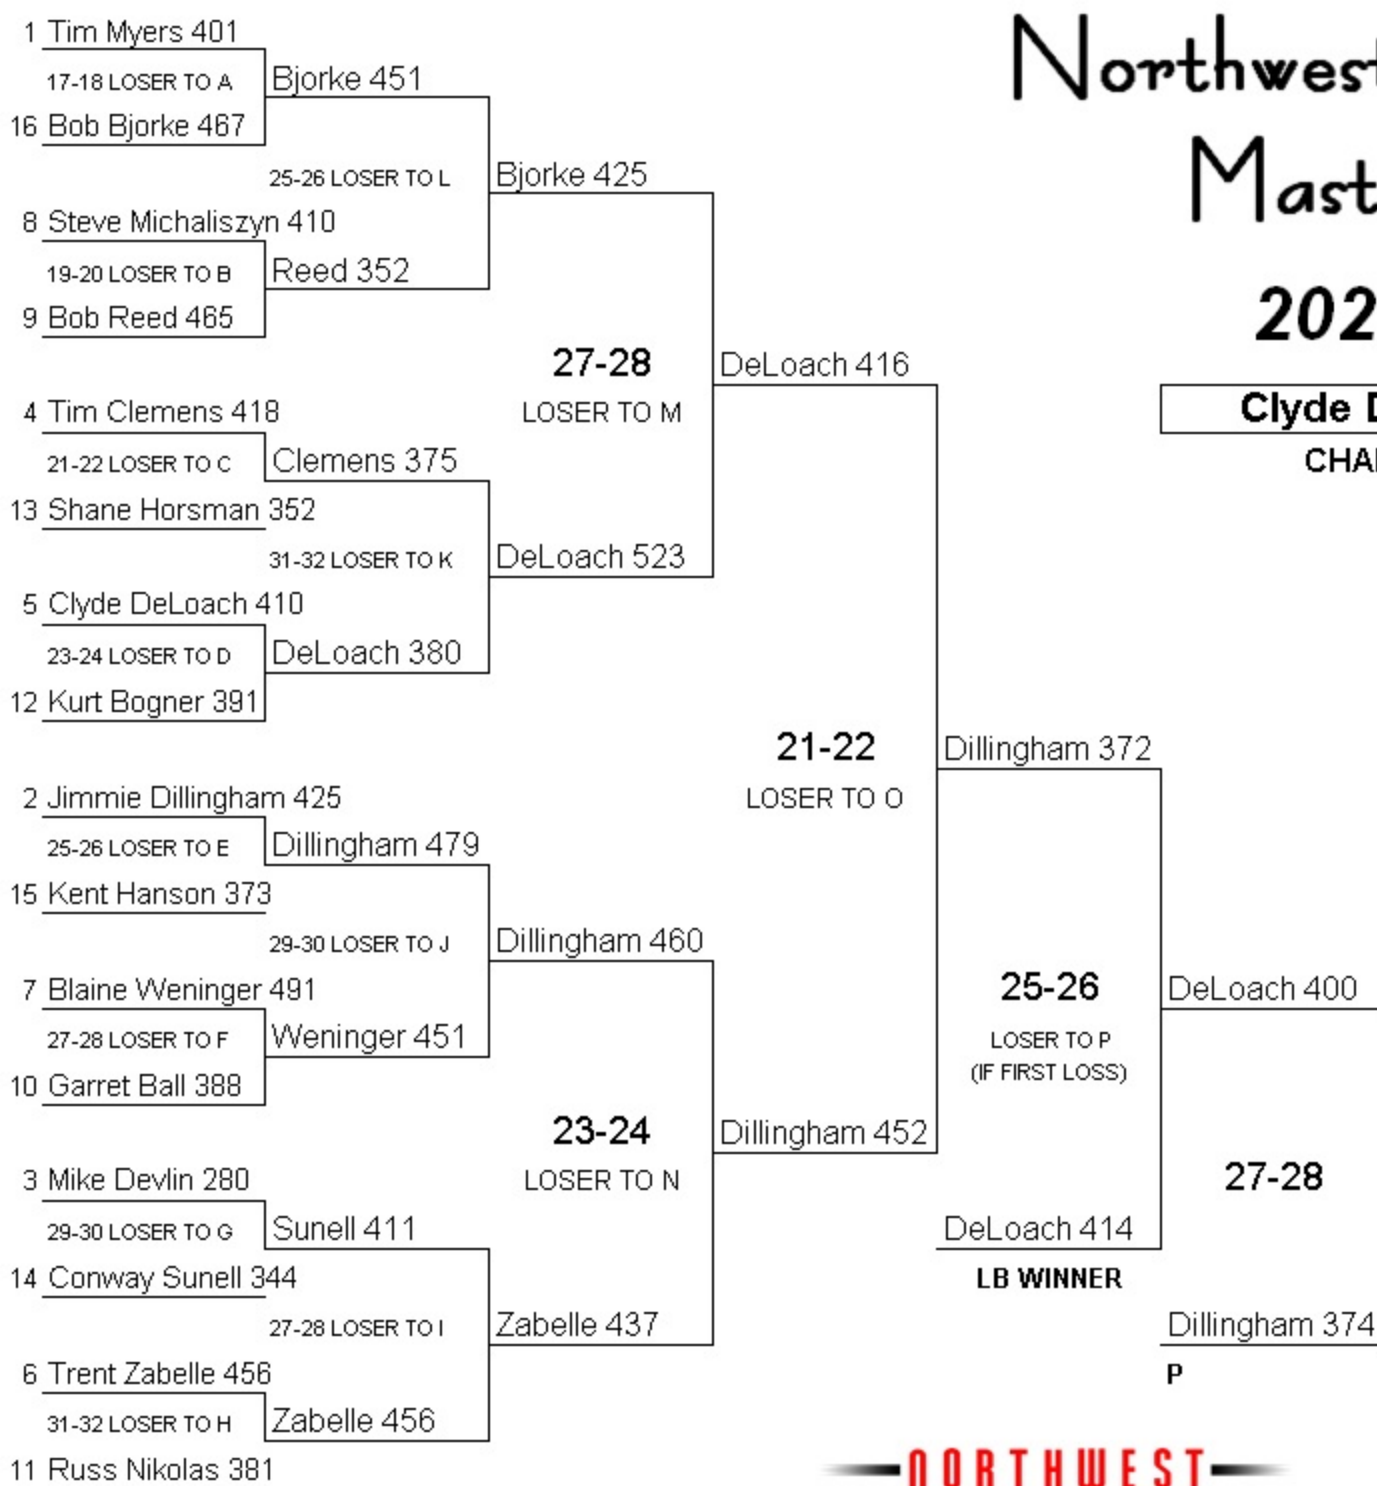 1 Tim Myers 401
17-18 LOSER TO A
Bjorke 451
16 Bob Bjorke 467
25-26 LOSER TO L
Bjorke 425
8 Steve Michaliszyn 410
19-20 LOSER TO B
Reed 352
9 Bob Reed 465
27-28
LOSER TO M
DeLoach 416
4 Tim Clemens 418
21-22 LOSER TO C
Clemens 375
13 Shane Horsman 352
31-32 LOSER TO K
DeLoach 523
5 Clyde DeLoach 410
23-24 LOSER TO D
DeLoach 380
12 Kurt Bogner 391
21-22
LOSER TO O
Dillingham 372
2 Jimmie Dillingham 425
25-26 LOSER TO E
Dillingham 479
15 Kent Hanson 373
29-30 LOSER TO J
Dillingham 460
7 Blaine Weninger 491
27-28 LOSER TO F
Weninger 451
10 Garret Ball 388
23-24
LOSER TO N
Dillingham 452
3 Mike Devlin 280
29-30 LOSER TO G
Sunell 411
14 Conway Sunell 344
27-28 LOSER TO I
Zabelle 437
6 Trent Zabelle 456
31-32 LOSER TO H
Zabelle 456
11 Russ Nikolas 381
25-26
LOSER TO P
(IF FIRST LOSS)
DeLoach 400
DeLoach 414
LB WINNER
27-28
Dillingham 374
P
Northwest
Mast
202
Clyde D
CHA
NORTHWEST